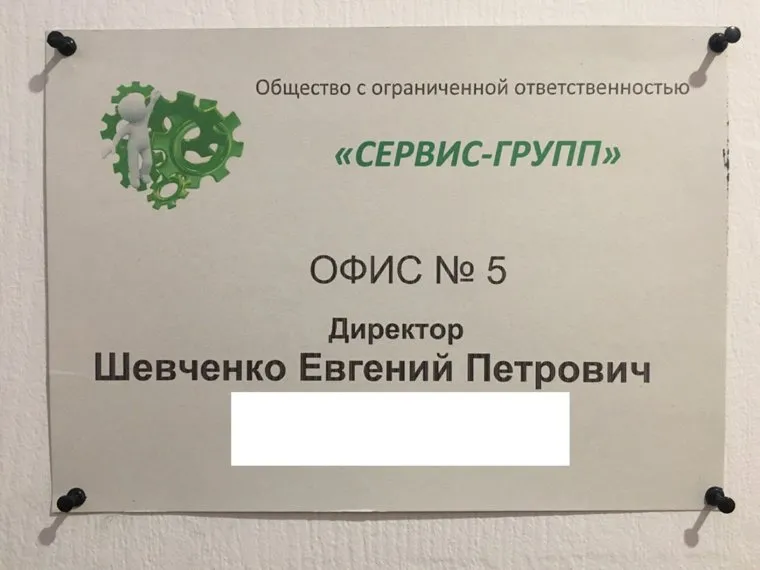 Общество с ограниченной ответственностью
«СЕРВИС-ГРУПП»
ОФИС № 5
Директор
Шевченко Евгений Петрович